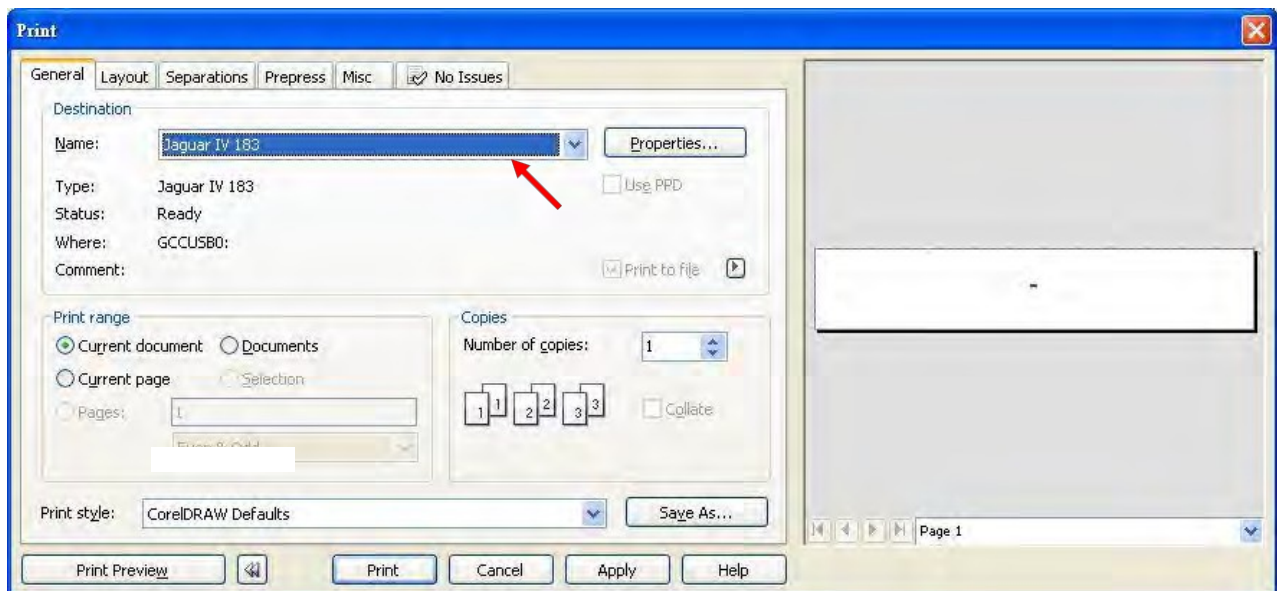 Print
General Layout Separations Prepress Misc No Issues
Destination
Name: Jaguar IV 183 Properties...
Type: Jaguar IV 183 Use PPD
Status: Ready
Where: GCCUSB0:
Comment: Print to file
Print range
Current document Documents
Current page Selection
Pages: 1
Copies
Number of copies: 1
1 1 2 2 3 3 Collate
Print style: CorelDRAW Defaults Save As...
Page 1
Print Preview Print Cancel Apply Help